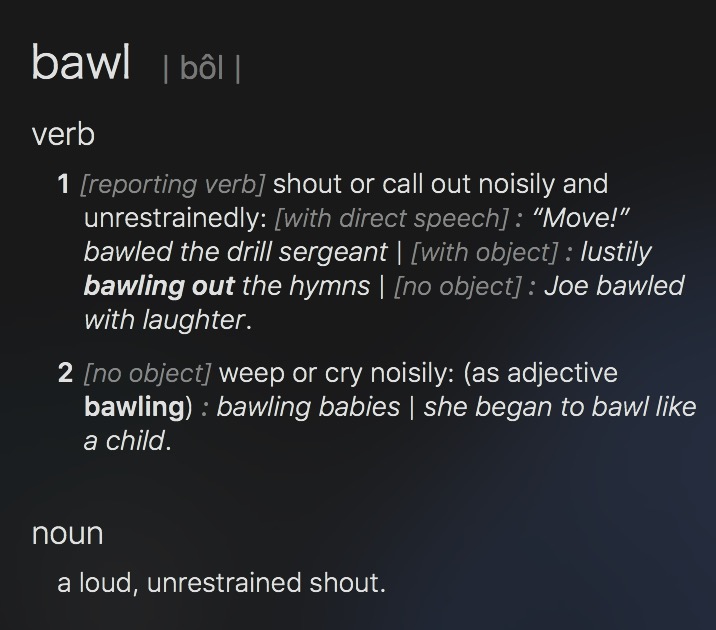 bawl | bôl |
verb
1 [reporting verb] shout or call out noisily and
unrestrainedly: [with direct speech] : “Move!”
bawled the drill sergeant | [with object] : lustily
bawling out the hymns | [no object] : Joe bawled
with laughter.
2 [no object] weep or cry noisily: (as adjective
bawling) : bawling babies | she began to bawl like
a child.
noun
a loud, unrestrained shout.